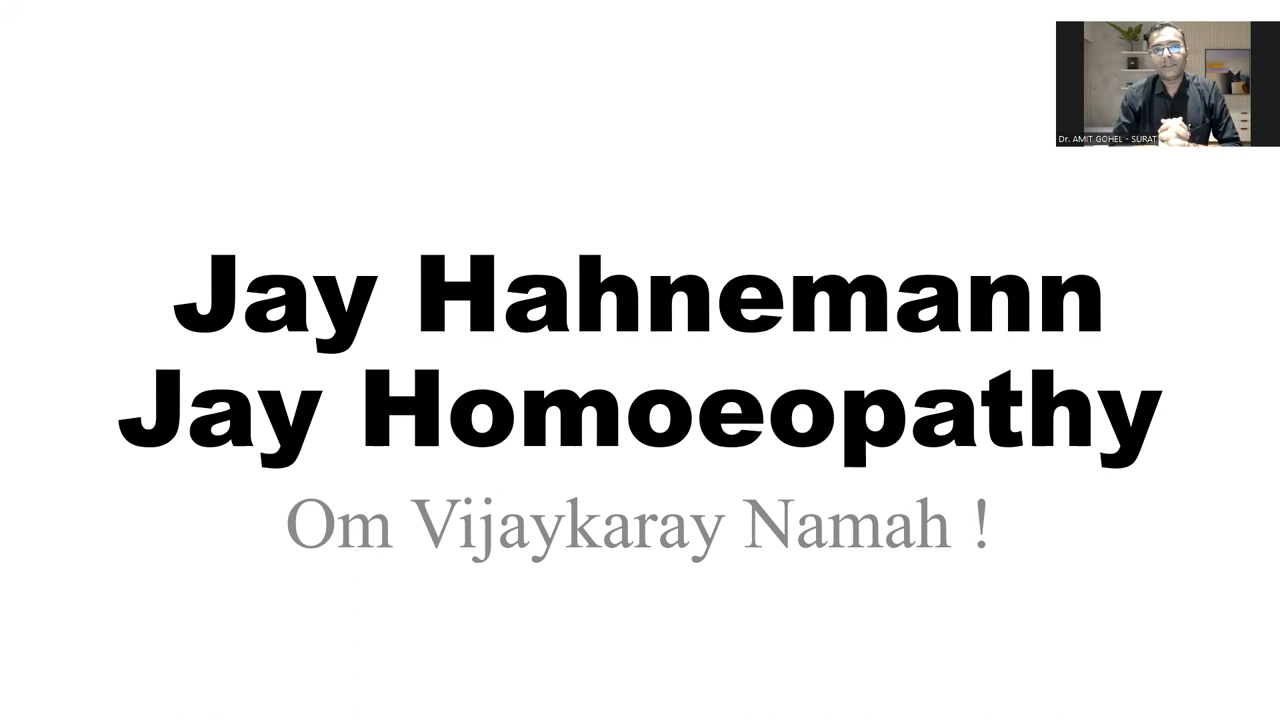 Dr. AMIT GOHEL - SURAT
Jay Hahnemann
Jay Homoeopathy
Om Vijaykaray Namah !